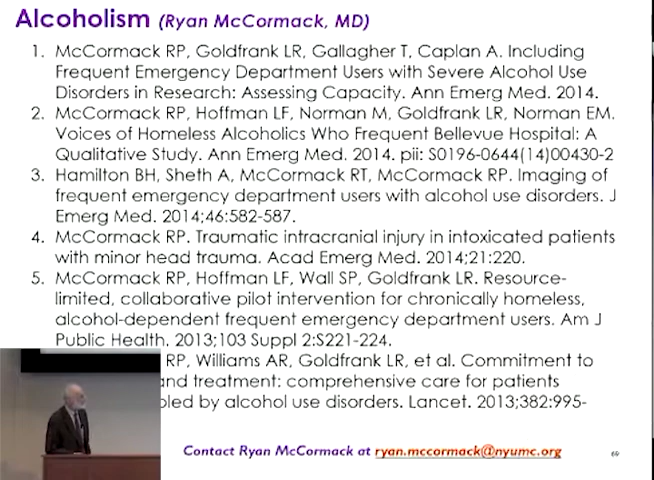 Alcoholism (Ryan McCormack, MD)
1. McCormack RP, Goldfrank LR, Gallagher T, Caplan A. Including
Frequent Emergency Department Users with Severe Alcohol Use
Disorders in Research: Assessing Capacity. Ann Emerg Med. 2014.
2. McCormack RP, Hoffman LF, Norman M, Goldfrank LR, Norman EM.
Voices of Homeless Alcoholics Who Frequent Bellevue Hospital: A
Qualitative Study. Ann Emerg Med. 2014. pii: S0196-0644(14)00430-2
3. Hamilton BH, Sheth A, McCormack RT, McCormack RP. Imaging of
frequent emergency department users with alcohol use disorders. J
Emerg Med. 2014;46:582-587.
4. McCormack RP. Traumatic intracranial injury in intoxicated patients
with minor head trauma. Acad Emerg Med. 2014;21:220.
5. McCormack RP, Hoffman LF, Wall SP, Goldfrank LR. Resource-
limited, collaborative pilot intervention for chronically homeless,
alcohol-dependent frequent emergency department users. Am J
Public Health. 2013;103 Suppl 2:S221-224.
RP, Williams AR, Goldfrank LR, et al. Commitment to
and treatment: comprehensive care for patients
by alcohol use disorders. Lancet. 2013;382:995-
Contact Ryan McCormack at ryan.mccormack@nyumc.org
69